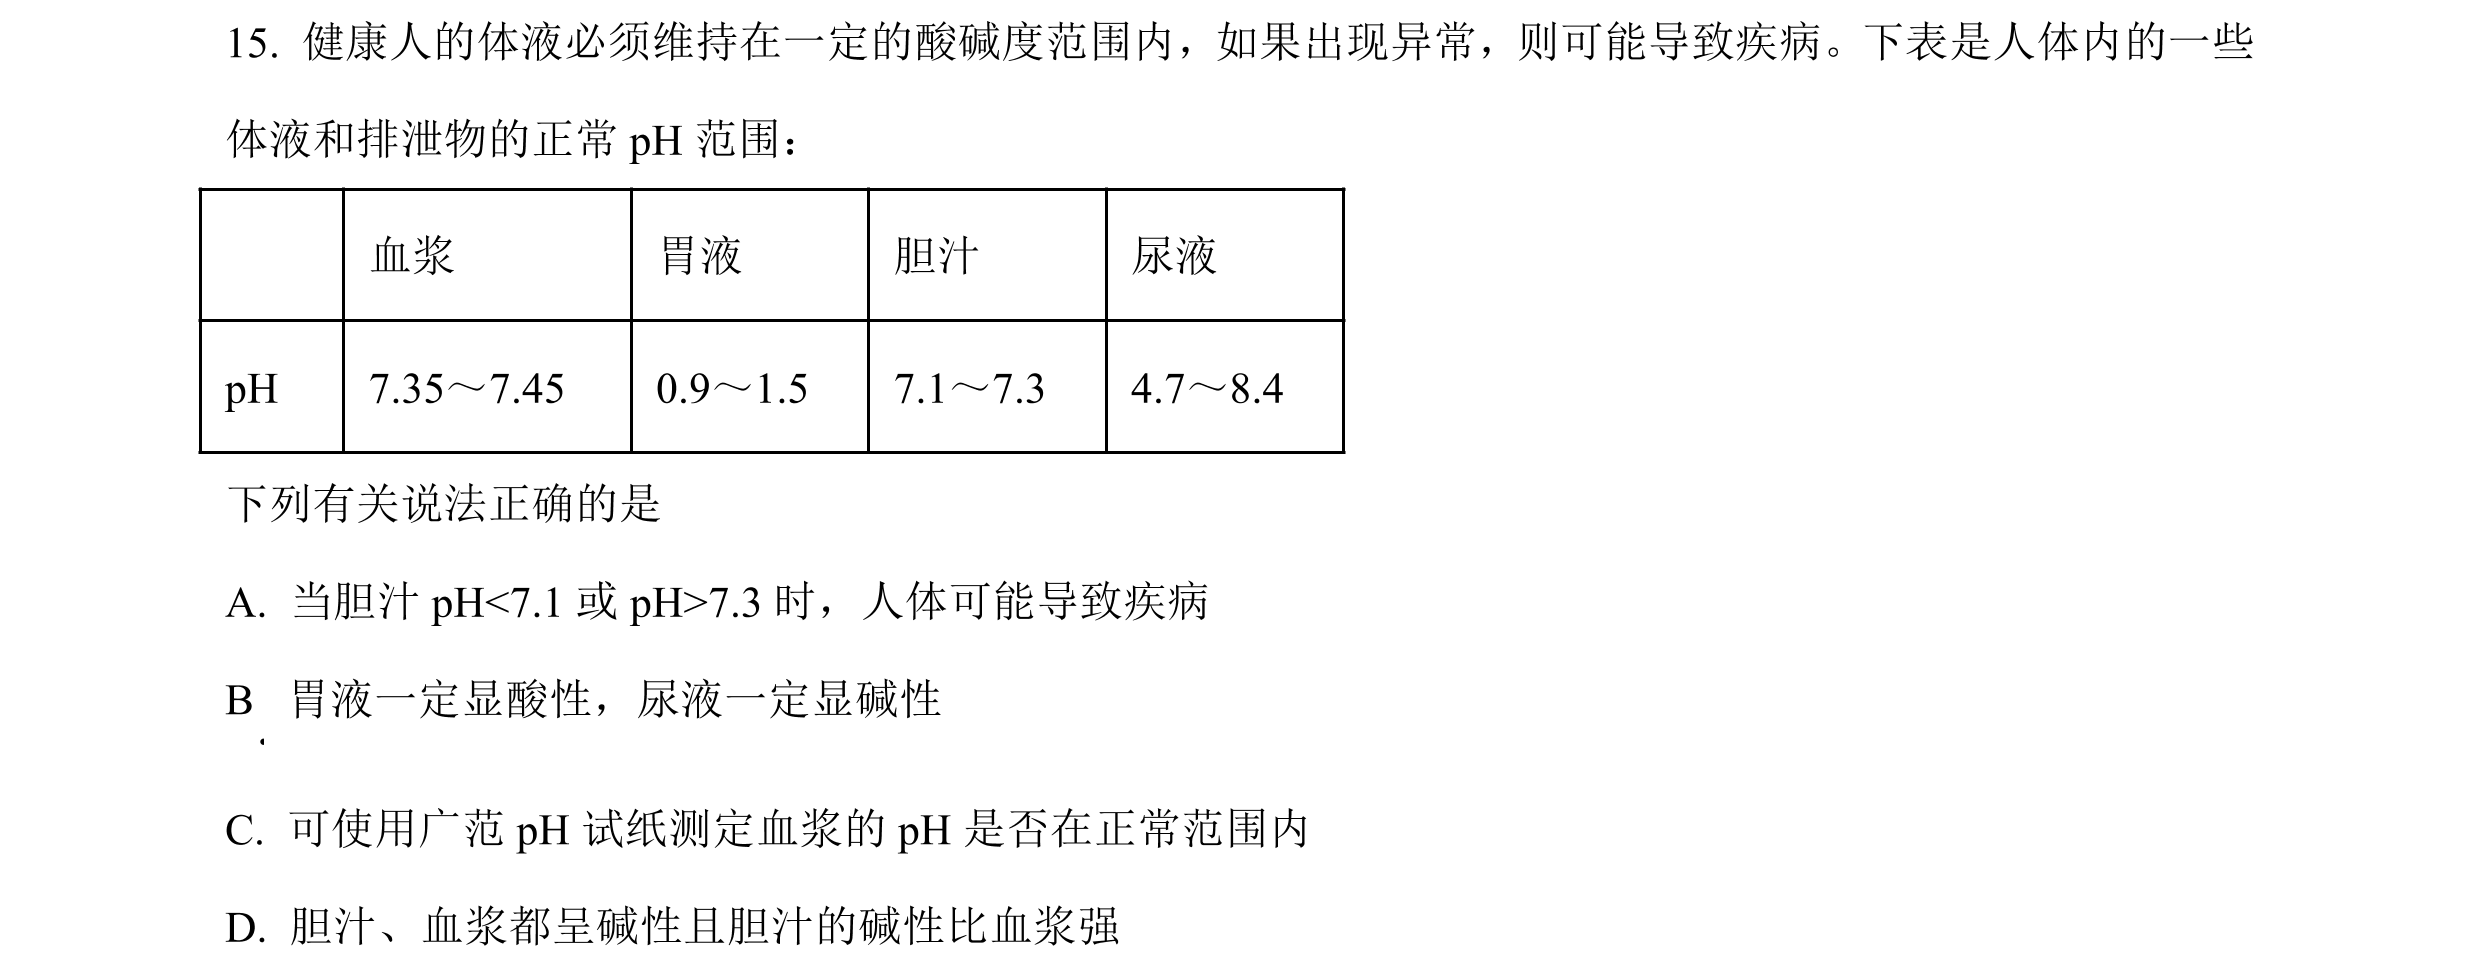 15. 健康人的体液必须维持在一定的酸碱度范围内，如果出现异常，则可能导致疾病。下表是人体内的一些
体液和排泄物的正常 pH 范围：
血浆 胃液 胆汁 尿液
pH 7.35～7.45 0.9～1.5 7.1～7.3 4.7～8.4
下列有关说法正确的是
A. 当胆汁 pH<7.1 或 pH>7.3 时，人体可能导致疾病
B. 胃液一定显酸性，尿液一定显碱性
C. 可使用广范 pH 试纸测定血浆的 pH 是否在正常范围内
D. 胆汁、血浆都呈碱性且胆汁的碱性比血浆强